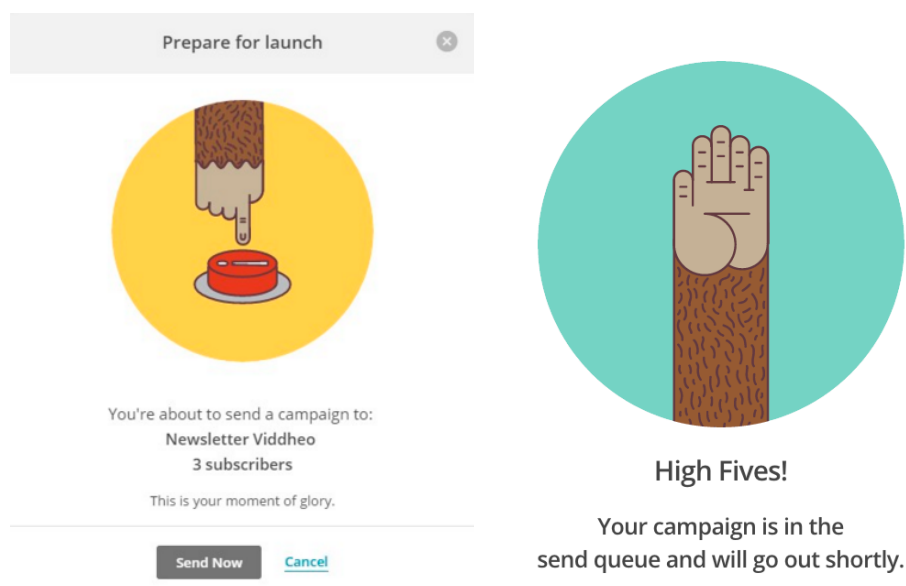 Prepare for launch
You're about to send a campaign to:
Newsletter Viddheo
3 subscribers
This is your moment of glory.
Send Now
Cancel
High Fives!
Your campaign is in the
send queue and will go out shortly.